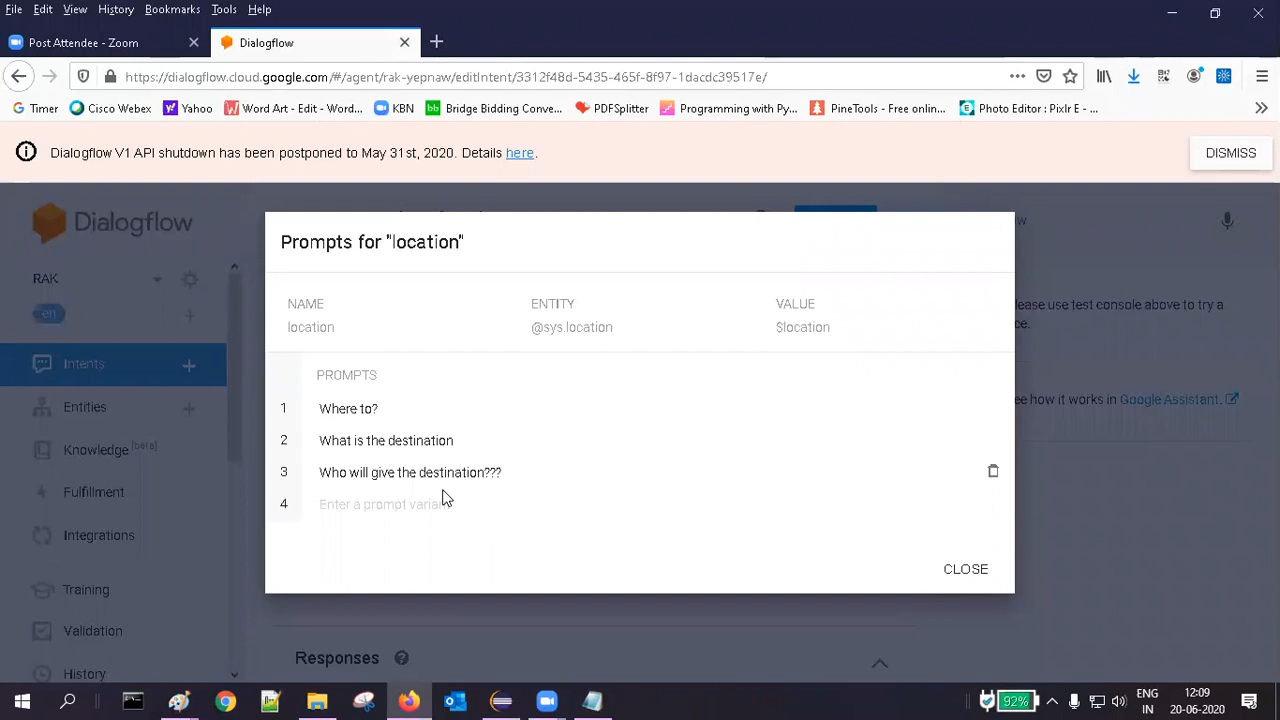 File Edit View History Bookmarks Tools Help
Post Attendee - Zoom
Dialogflow
https://dialogflow.cloud.google.com/#/agent/rak-yepnaw/editIntent/3312f48d-5435-465f-8f97-1dacdc39517e/
Timer Cisco Webex Yahoo Word Art - Edit - Word... KBN Bridge Bidding Conve... PDFSplitter Programming with Py... PineTools - Free onlin... Photo Editor : Pixlr E - ...
Dialogflow V1 API shutdown has been postponed to May 31st, 2020. Details here.
DISMISS
Dialogflow
RAK
en
Intents
Entities
Knowledge [beta]
Fulfillment
Integrations
Training
Validation
History
Prompts for "location"
NAME ENTITY VALUE
location @sys.location $location
PROMPTS
1 Where to?
2 What is the destination
3 Who will give the destination???
4 Enter a prompt varian
CLOSE
Responses
lease use test console above to try a
ce.
ee how it works in Google Assistant.
92%
ENG
IN
12:09
20-06-2020